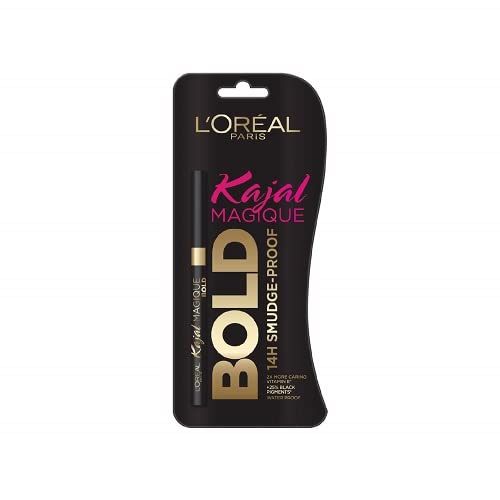 L'ORÉAL
PARIS
Kajal
MAGIQUE
BOLD
14H SMUDGE-PROOF
2X MORE CARING
VITAMIN E*
+25% BLACK
PIGMENTS*
WATER PROOF
L'ORÉAL Kajal MAGIQUE
BOLD